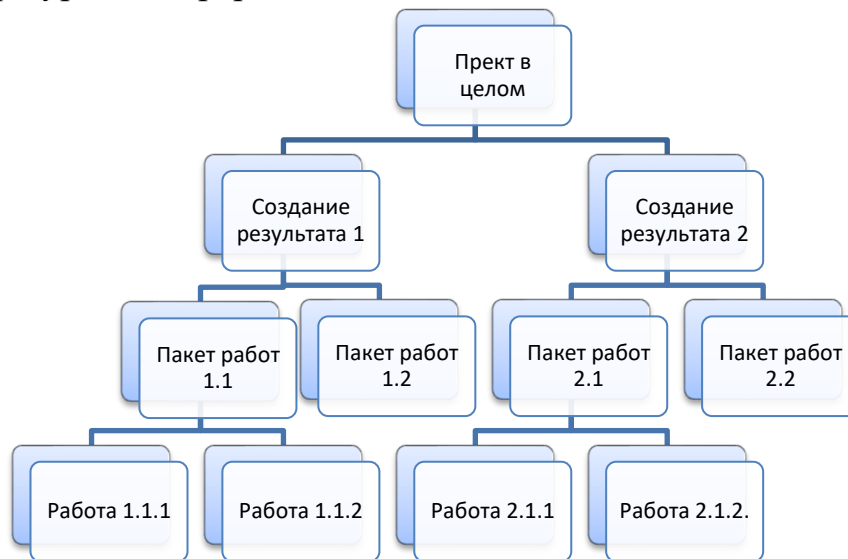 Прект в
целом
Создание
результата 1
Создание
результата 2
Пакет работ
1.1
Пакет работ
1.2
Пакет работ
2.1
Пакет работ
2.2
Работа 1.1.1
Работа 1.1.2
Работа 2.1.1
Работа 2.1.2.